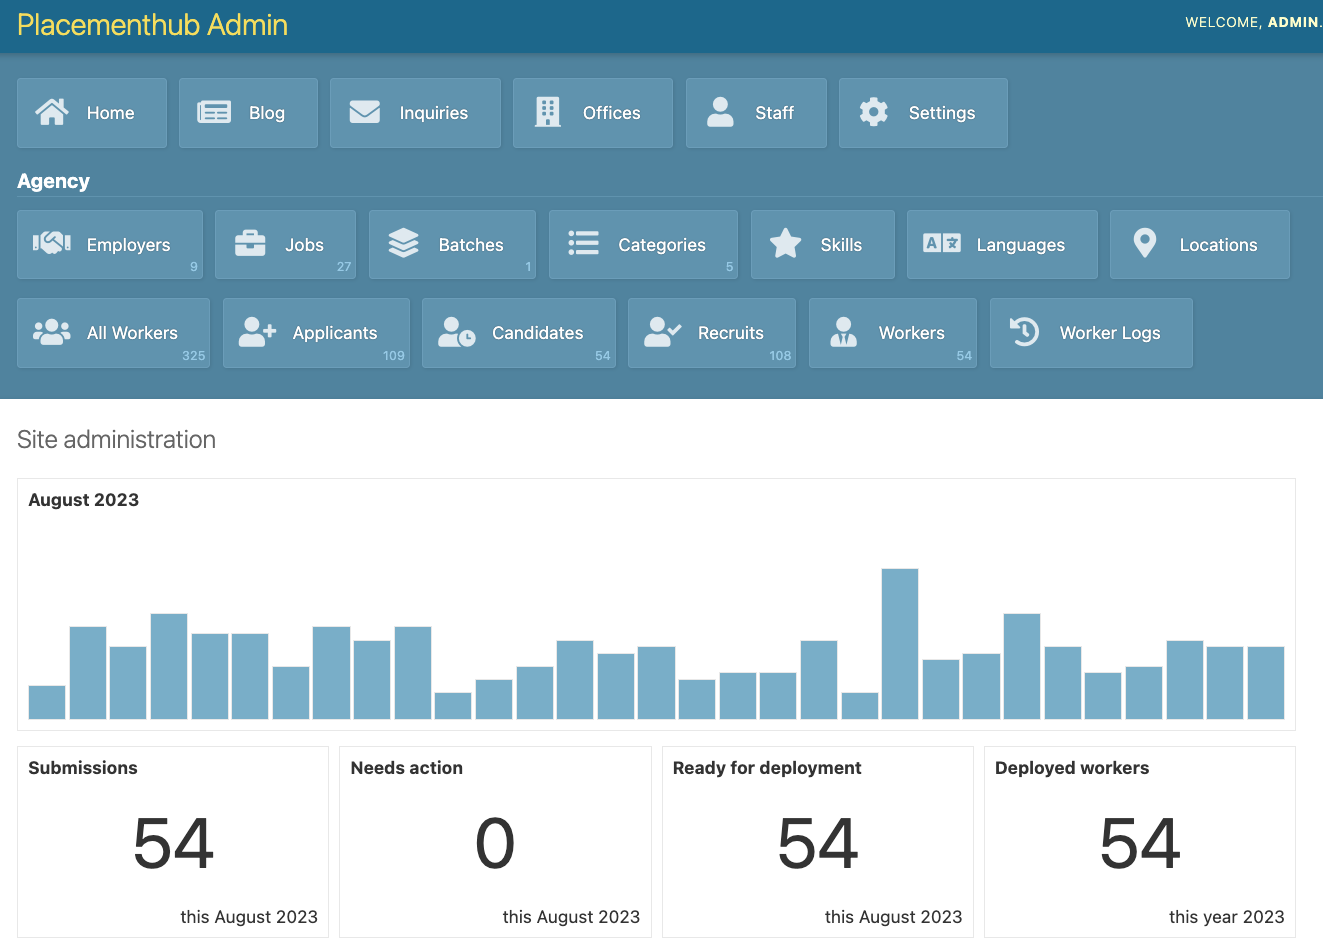 Placementhub Admin
WELCOME, ADMIN.
Home
Blog
Inquiries
Offices
Staff
Settings
Agency
Employers
9
Jobs
27
Batches
1
Categories
5
Skills
A
Languages
Locations
All Workers
325
Applicants
109
Candidates
54
Recruits
108
Workers
54
Worker Logs
Site administration
August 2023
Submissions
54
this August 2023
Needs action
0
this August 2023
Ready for deployment
54
this August 2023
Deployed workers
54
this year 2023